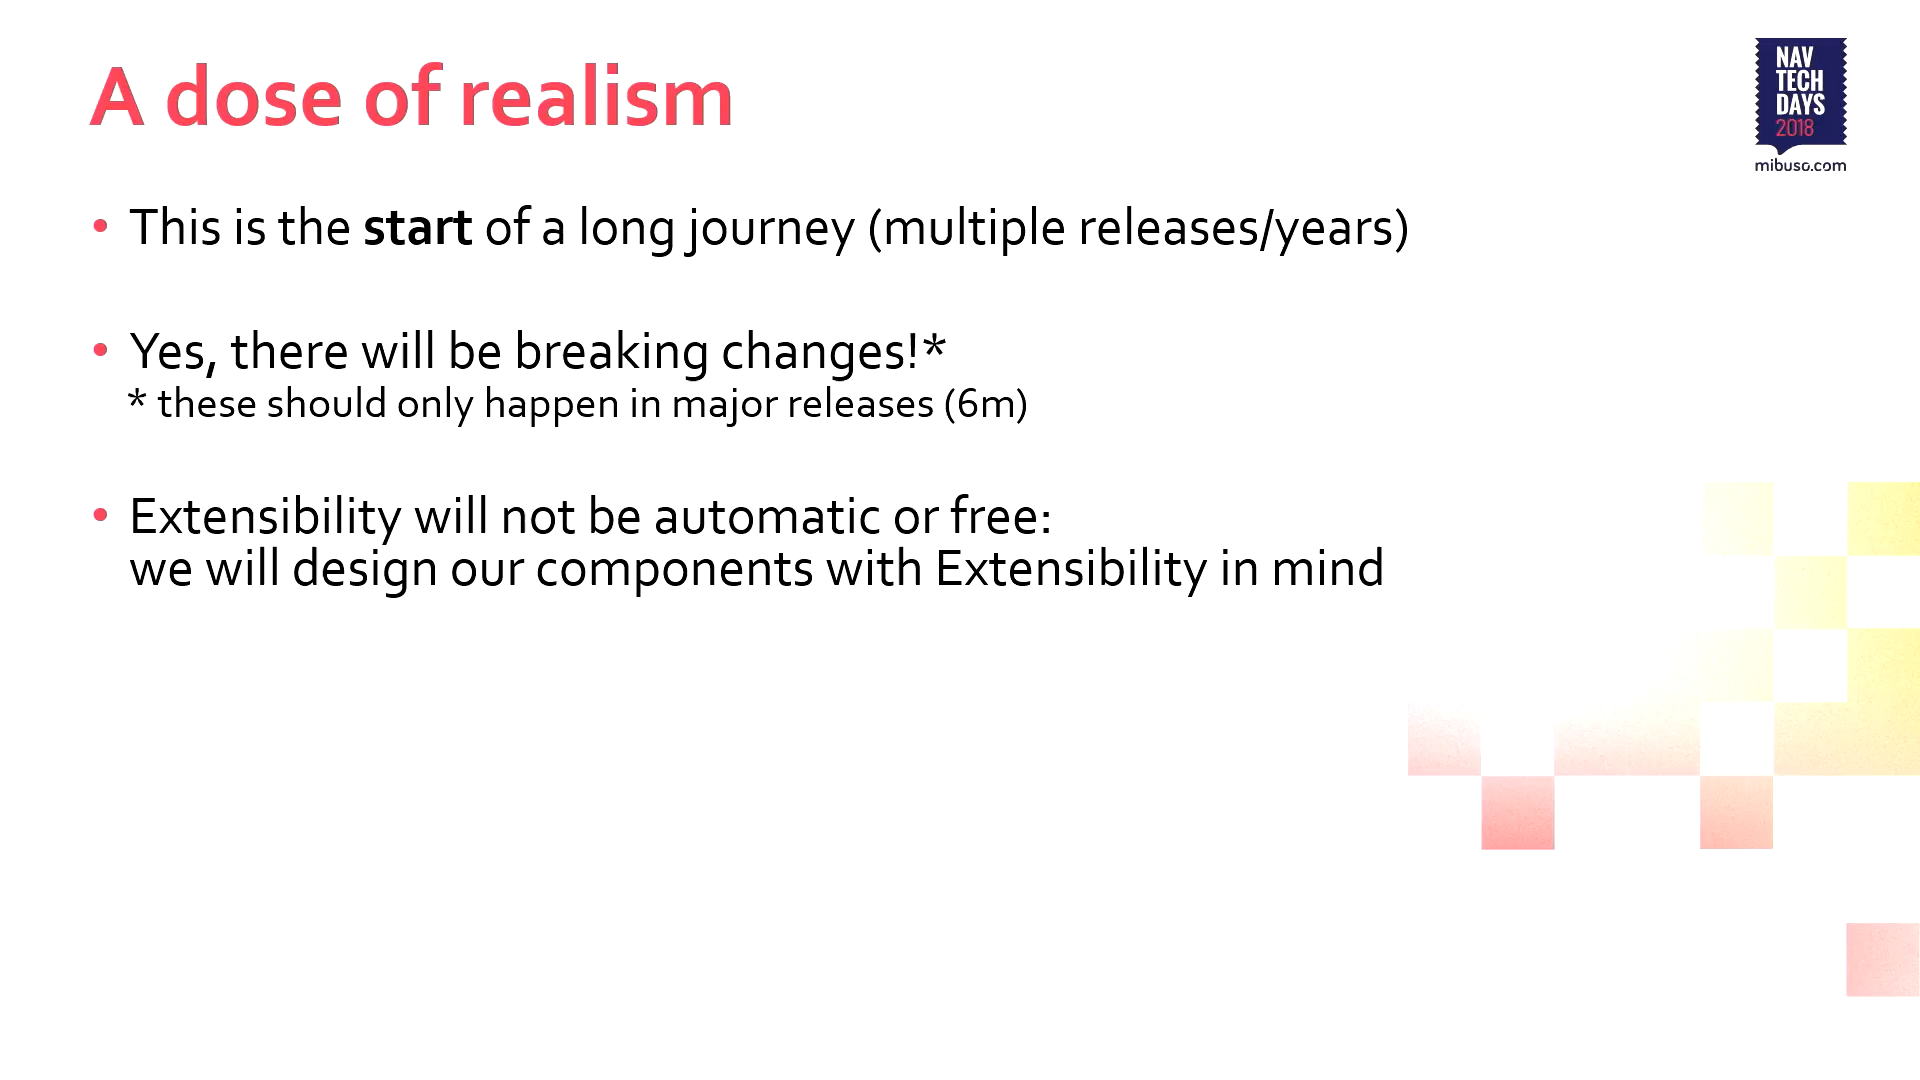 A dose of realism
NAV
TECH
DAYS
2018
mibuso.com
• This is the start of a long journey (multiple releases/years)
• Yes, there will be breaking changes!*
* these should only happen in major releases (6m)
• Extensibility will not be automatic or free:
we will design our components with Extensibility in mind